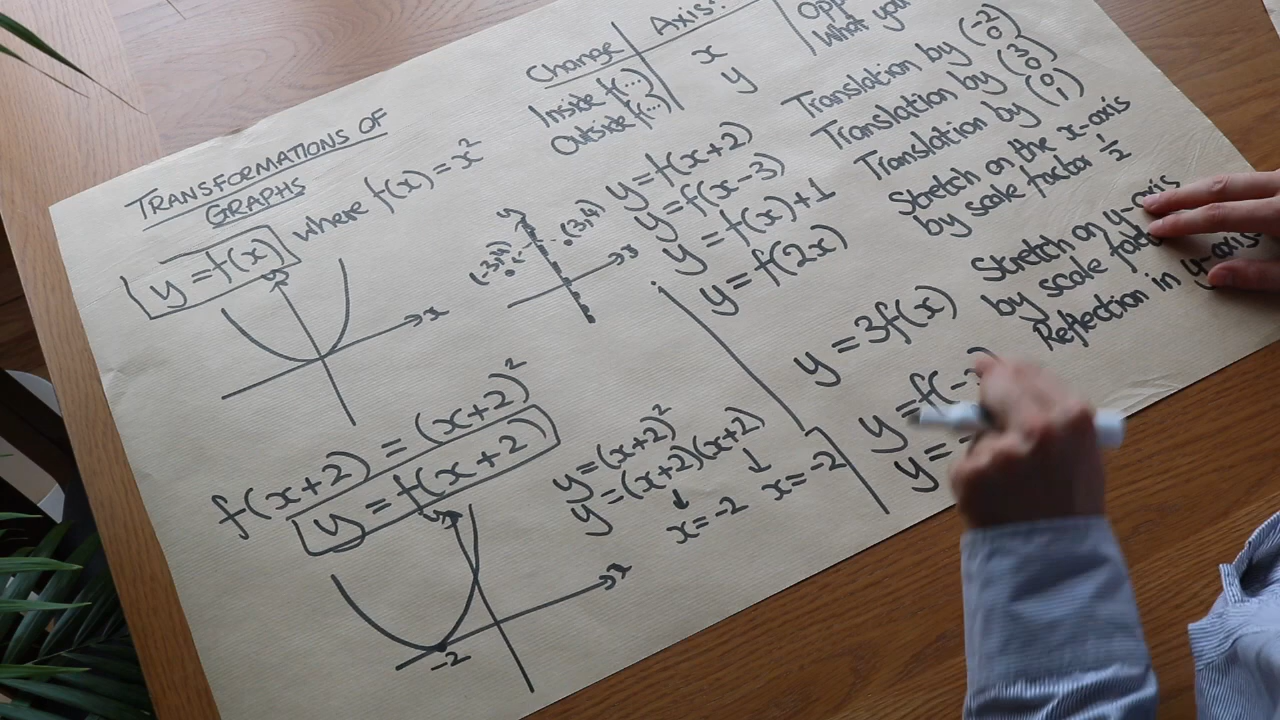 TRANSFORMATIONS OF
GRAPHS
y = f(x) where f(x) = x²
y
x
f(x+2) = (x+2)²
y = f(x+2)
y
x
-2
y = (x+2)²
y = (x+2)(x+2)
x = -2 x = -2
Change Axis:
Inside f(...) x
Outside f(...) y
What you
y
x
(-3,4) (3,4)
y = f(x+2) Translation by (-2 0)
y = f(x-3) Translation by (3 0)
y = f(x)+1 Translation by (0 1)
y = f(2x) Stretch on the x-axis
by scale factor 1/2
y = 3f(x) Stretch on y-axis
by scale
y = f(- Reflection in y-axis
y = -